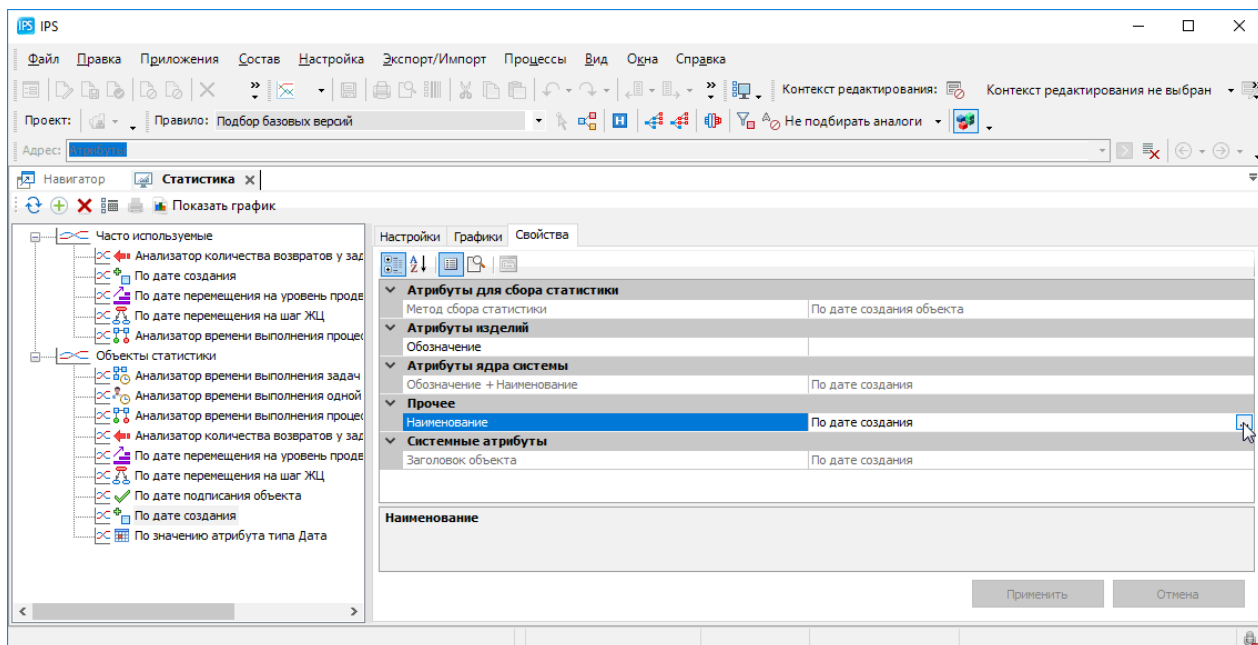 IPS IPS
Файл Правка Приложения Состав Настройка Экспорт/Импорт Процессы Вид Окна Справка
Контекст редактирования: Контекст редактирования не выбран
Проект: Правило: Подбор базовых версий Не подбирать аналоги
Адрес: Атрибуты
Навигатор Статистика
Показать график
Часто используемые
Анализатор количества возвратов у зад
По дате создания
По дате перемещения на уровень продв
По дате перемещения на шаг ЖЦ
Анализатор времени выполнения процес
Объекты статистики
Анализатор времени выполнения задач
Анализатор времени выполнения одной
Анализатор времени выполнения процес
Анализатор количества возвратов у зад
По дате перемещения на уровень продв
По дате перемещения на шаг ЖЦ
По дате подписания объекта
По дате создания
По значению атрибута типа Дата
Настройки Графики Свойства
Атрибуты для сбора статистики
Метод сбора статистики По дате создания объекта
Атрибуты изделий
Обозначение
Атрибуты ядра системы
Обозначение + Наименование По дате создания
Прочее
Наименование По дате создания ...
Системные атрибуты
Заголовок объекта По дате создания
Наименование
Применить Отмена